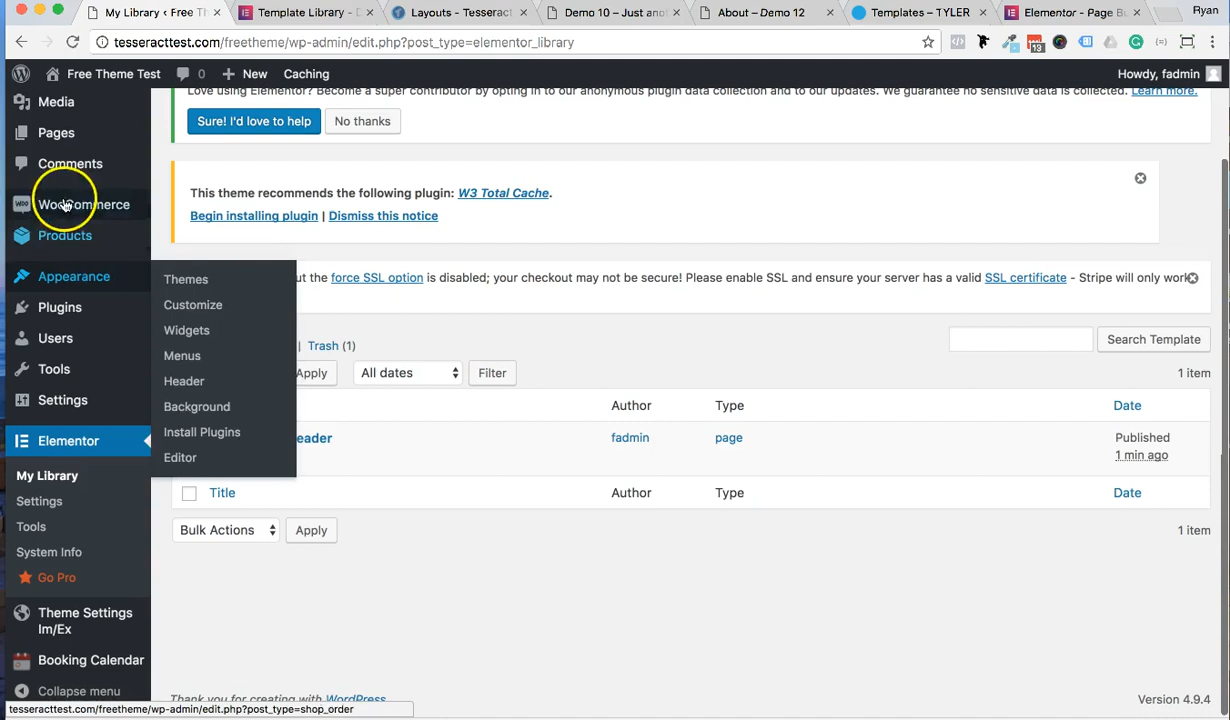 My Library ‹ Free Th
Template Library - D
Layouts - Tesseract
Demo 10 – Just anot
About – Demo 12
Templates – TYLER
Elementor - Page Bu
Ryan
tesseracttest.com/freetheme/wp-admin/edit.php?post_type=elementor_library
13
Free Theme Test
0
New
Caching
Howdy, fadmin
Media
Pages
Comments
WooCommerce
Products
Appearance
Plugins
Users
Tools
Settings
Elementor
My Library
Settings
Tools
System Info
Go Pro
Theme Settings
Im/Ex
Booking Calendar
Collapse menu
Themes
Customize
Widgets
Menus
Header
Background
Install Plugins
Editor
Love using Elementor? Become a super contributor by opting in to our anonymous plugin data collection and to our updates. We guarantee no sensitive data is collected. Learn more.
Sure! I'd love to help
No thanks
This theme recommends the following plugin: W3 Total Cache.
Begin installing plugin | Dismiss this notice
ut the force SSL option is disabled; your checkout may not be secure! Please enable SSL and ensure your server has a valid SSL certificate - Stripe will only work
| Trash (1)
Search Template
Apply
All dates
Filter
1 item
Author
Type
Date
eader
fadmin
page
Published
1 min ago
Title
Author
Type
Date
Bulk Actions
Apply
1 item
Thank you for creating with WordPress
Version 4.9.4
tesseracttest.com/freetheme/wp-admin/edit.php?post_type=shop_order